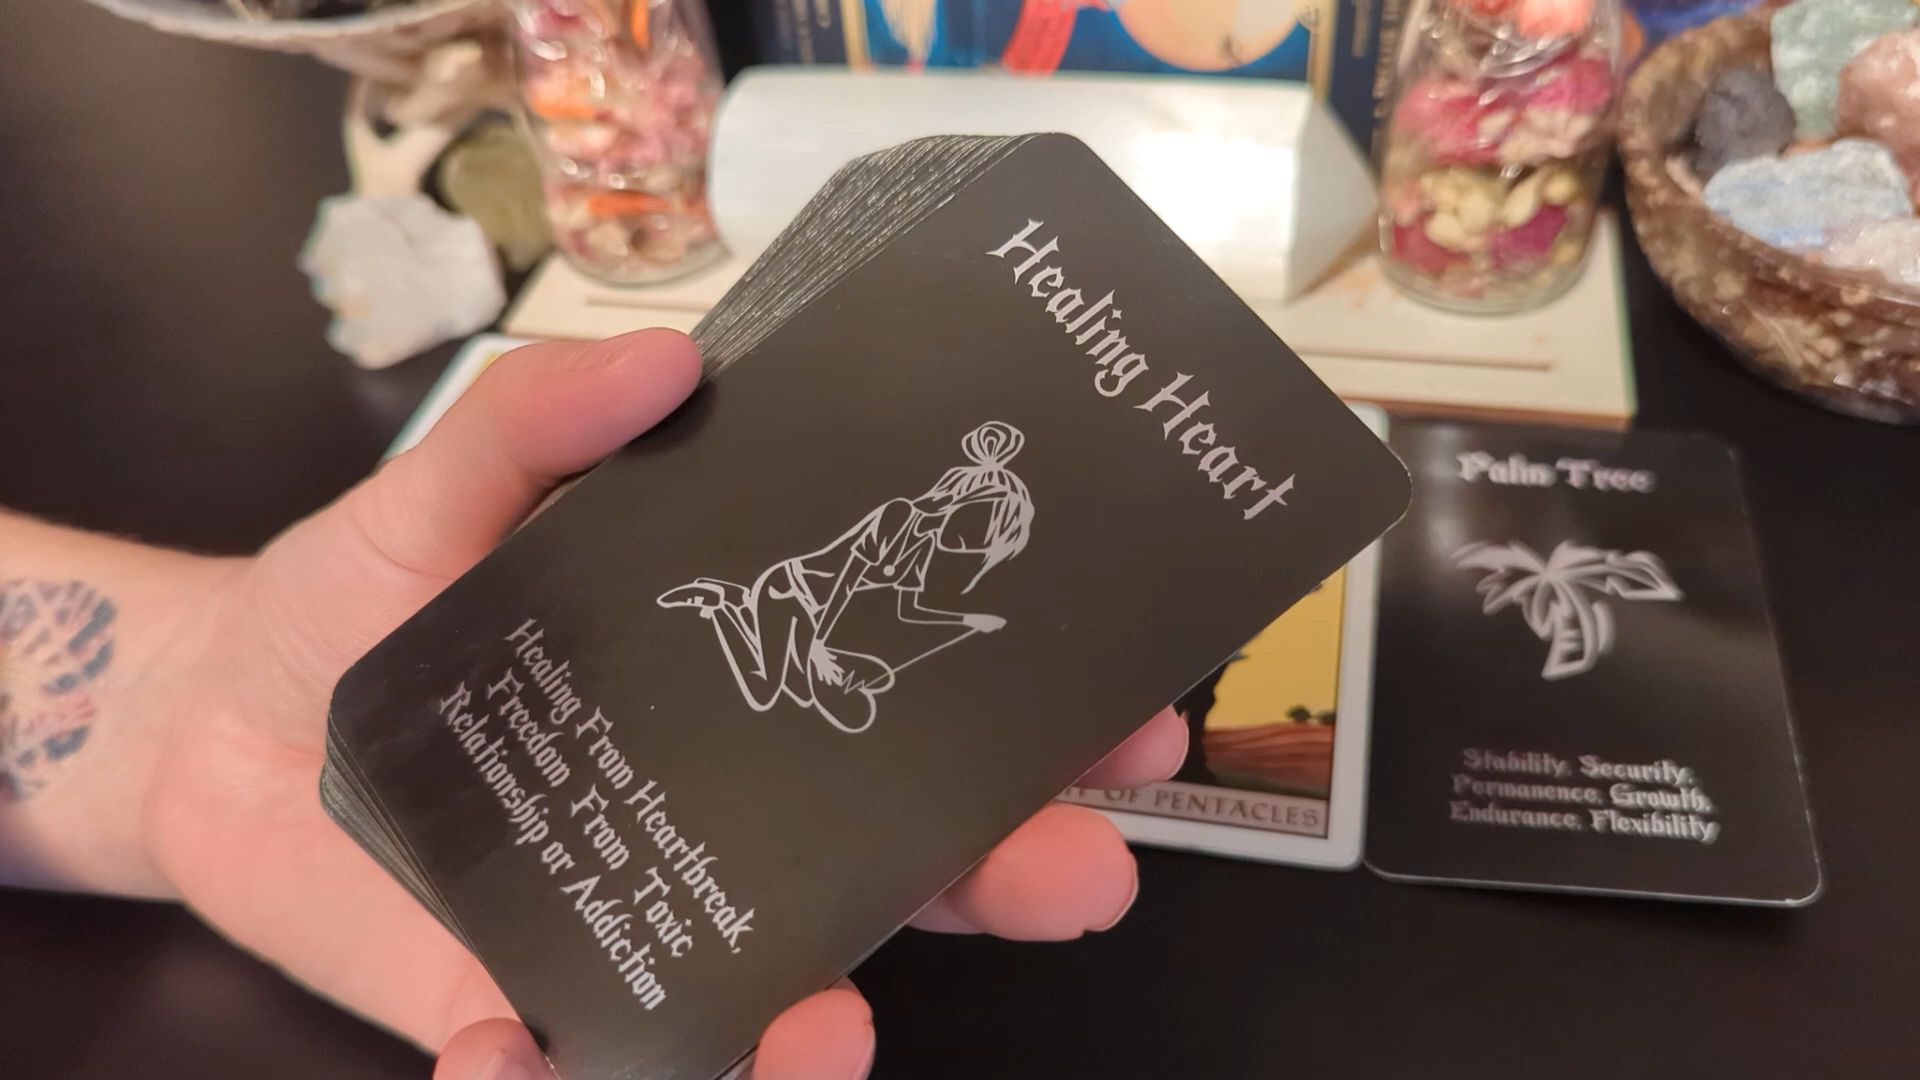 Healing Heart
Healing From Heartbreak,
Freedom From Toxic
Relationship or Addiction
Palm Tree
Stability, Security,
Permanence, Growth,
Endurance, Flexibility
OF PENTACLES